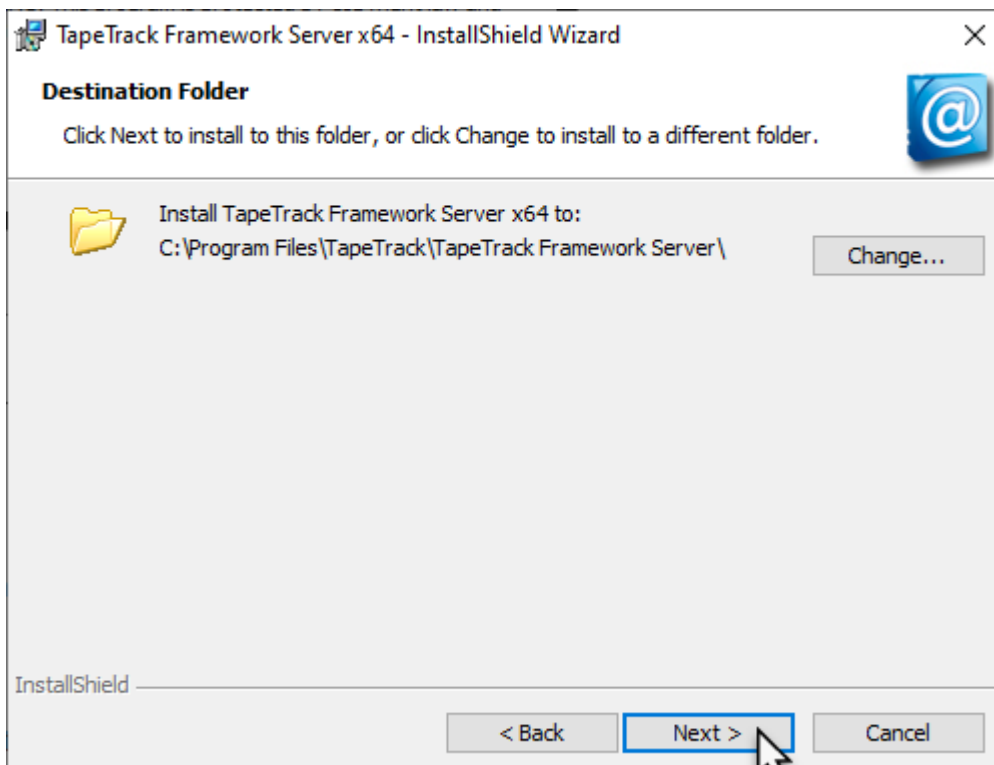 TapeTrack Framework Server x64 - InstallShield Wizard
Destination Folder
Click Next to install to this folder, or click Change to install to a different folder.
Install TapeTrack Framework Server x64 to:
C:\Program Files\TapeTrack\TapeTrack Framework Server\
Change...
InstallShield
< Back
Next >
Cancel